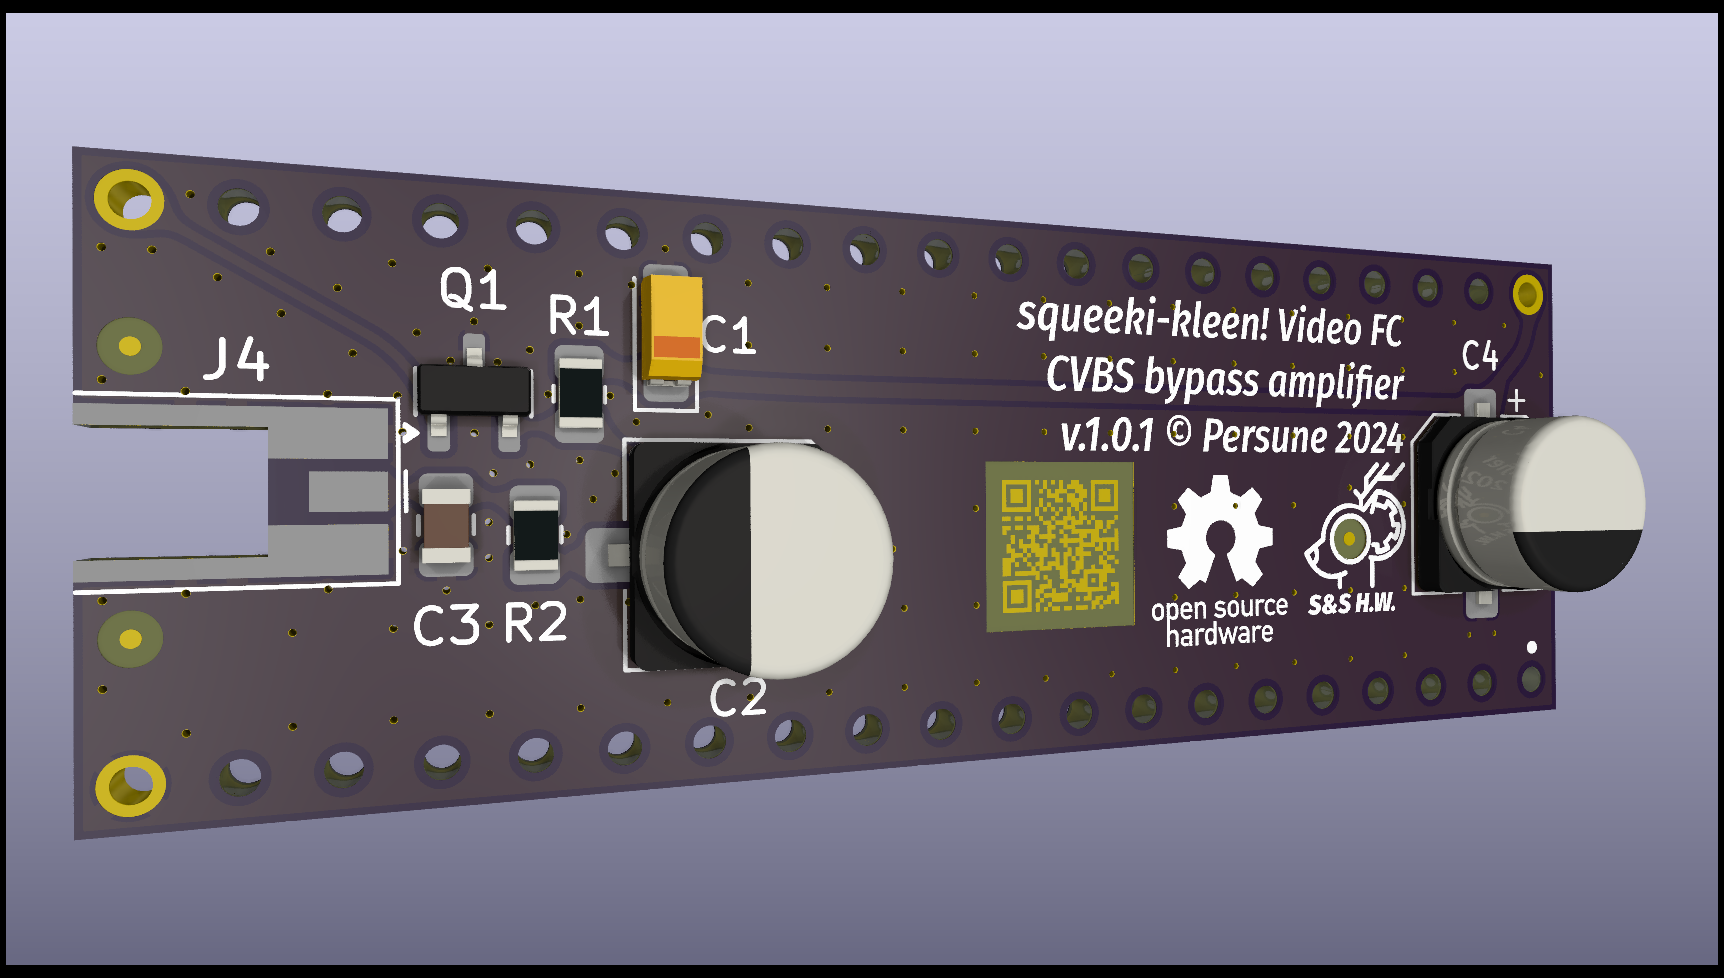 Q1
R1
C1
J4
squeeki-kleen! Video FC
CVBS bypass amplifier
v.1.0.1 © Persune 2024
C4
+
C3
R2
C2
open source
hardware
S&S H.W.